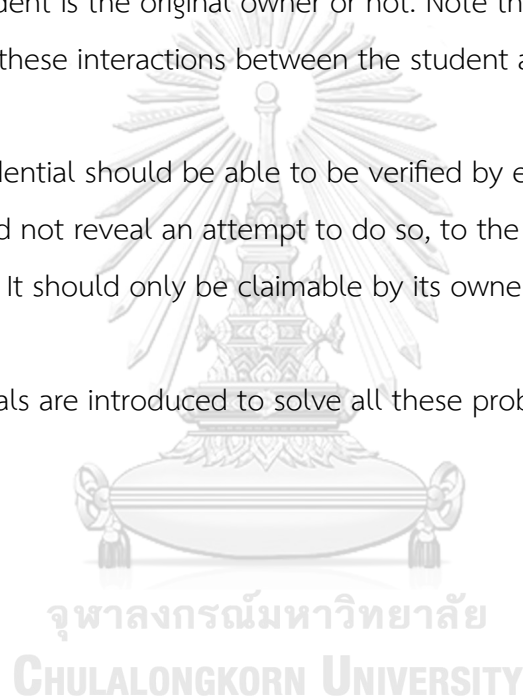 dent is the original owner or not. Note th
these interactions between the student a
dential should be able to be verified by e
d not reveal an attempt to do so, to the
It should only be claimable by its owne
als are introduced to solve all these prob
จุฬาลงกรณ์มหาวิทยาลัย
CHULALONGKORN UNIVERSITY